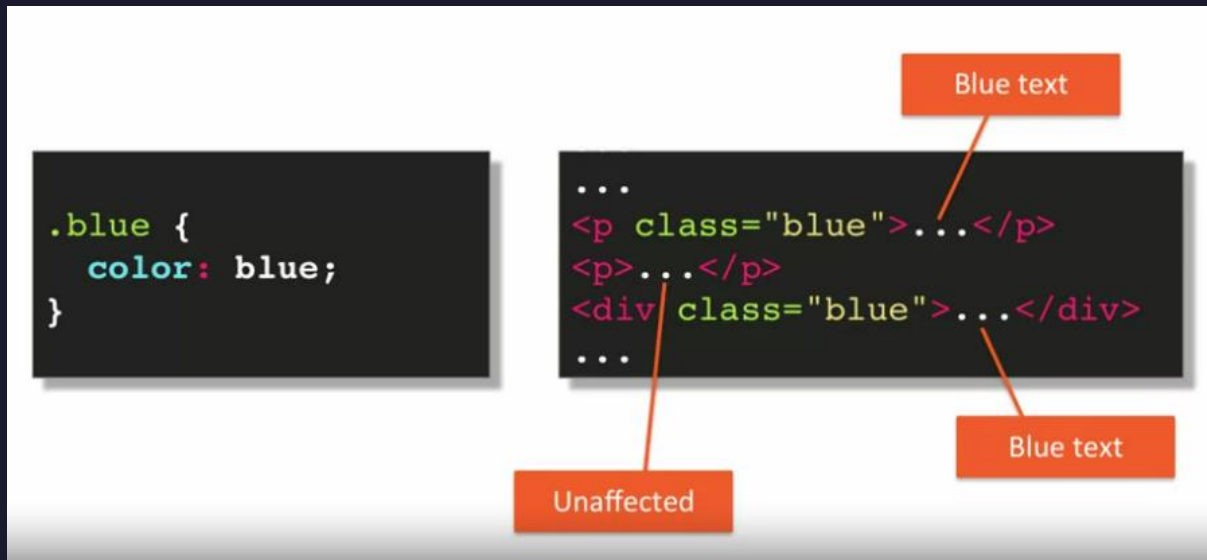 .blue {
  color: blue;
}
Blue text
...
<p class="blue">...</p>
<p>...</p>
<div class="blue">...</div>
...
Blue text
Unaffected